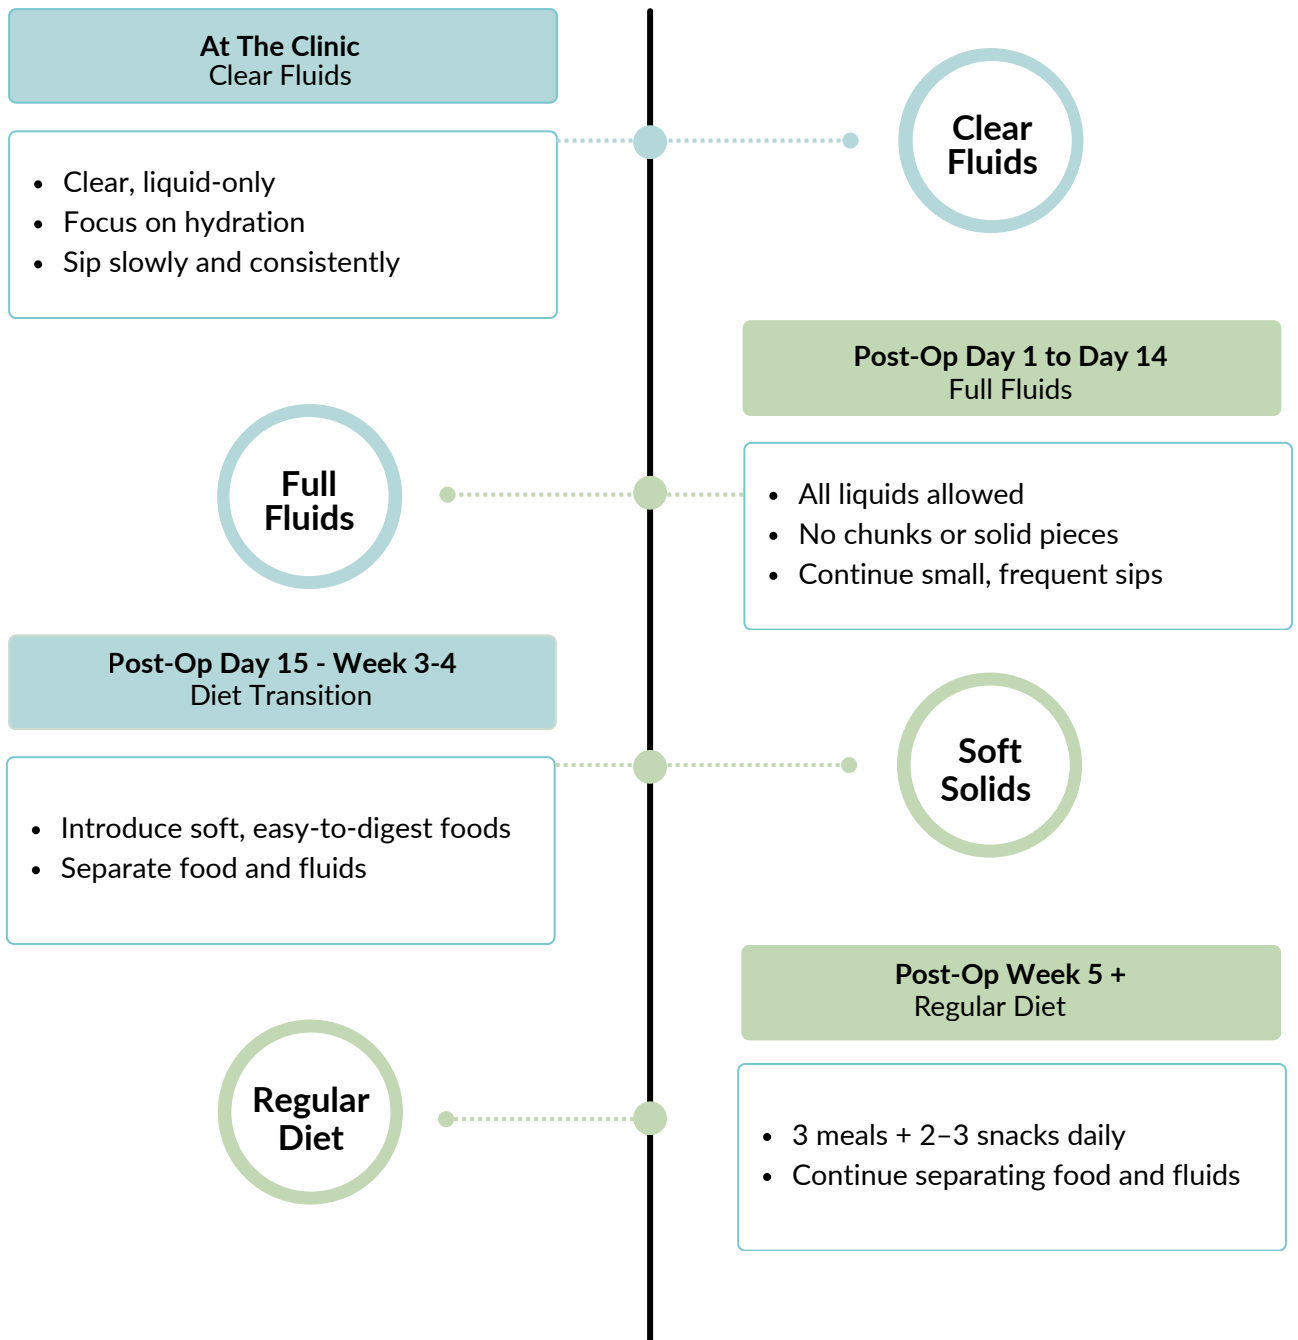 At The Clinic
Clear Fluids
Clear
Fluids
• Clear, liquid-only
• Focus on hydration
• Sip slowly and consistently
Post-Op Day 1 to Day 14
Full Fluids
Full
Fluids
• All liquids allowed
• No chunks or solid pieces
• Continue small, frequent sips
Post-Op Day 15 - Week 3-4
Diet Transition
Soft
Solids
• Introduce soft, easy-to-digest foods
• Separate food and fluids
Post-Op Week 5 +
Regular Diet
Regular
Diet
• 3 meals + 2–3 snacks daily
• Continue separating food and fluids